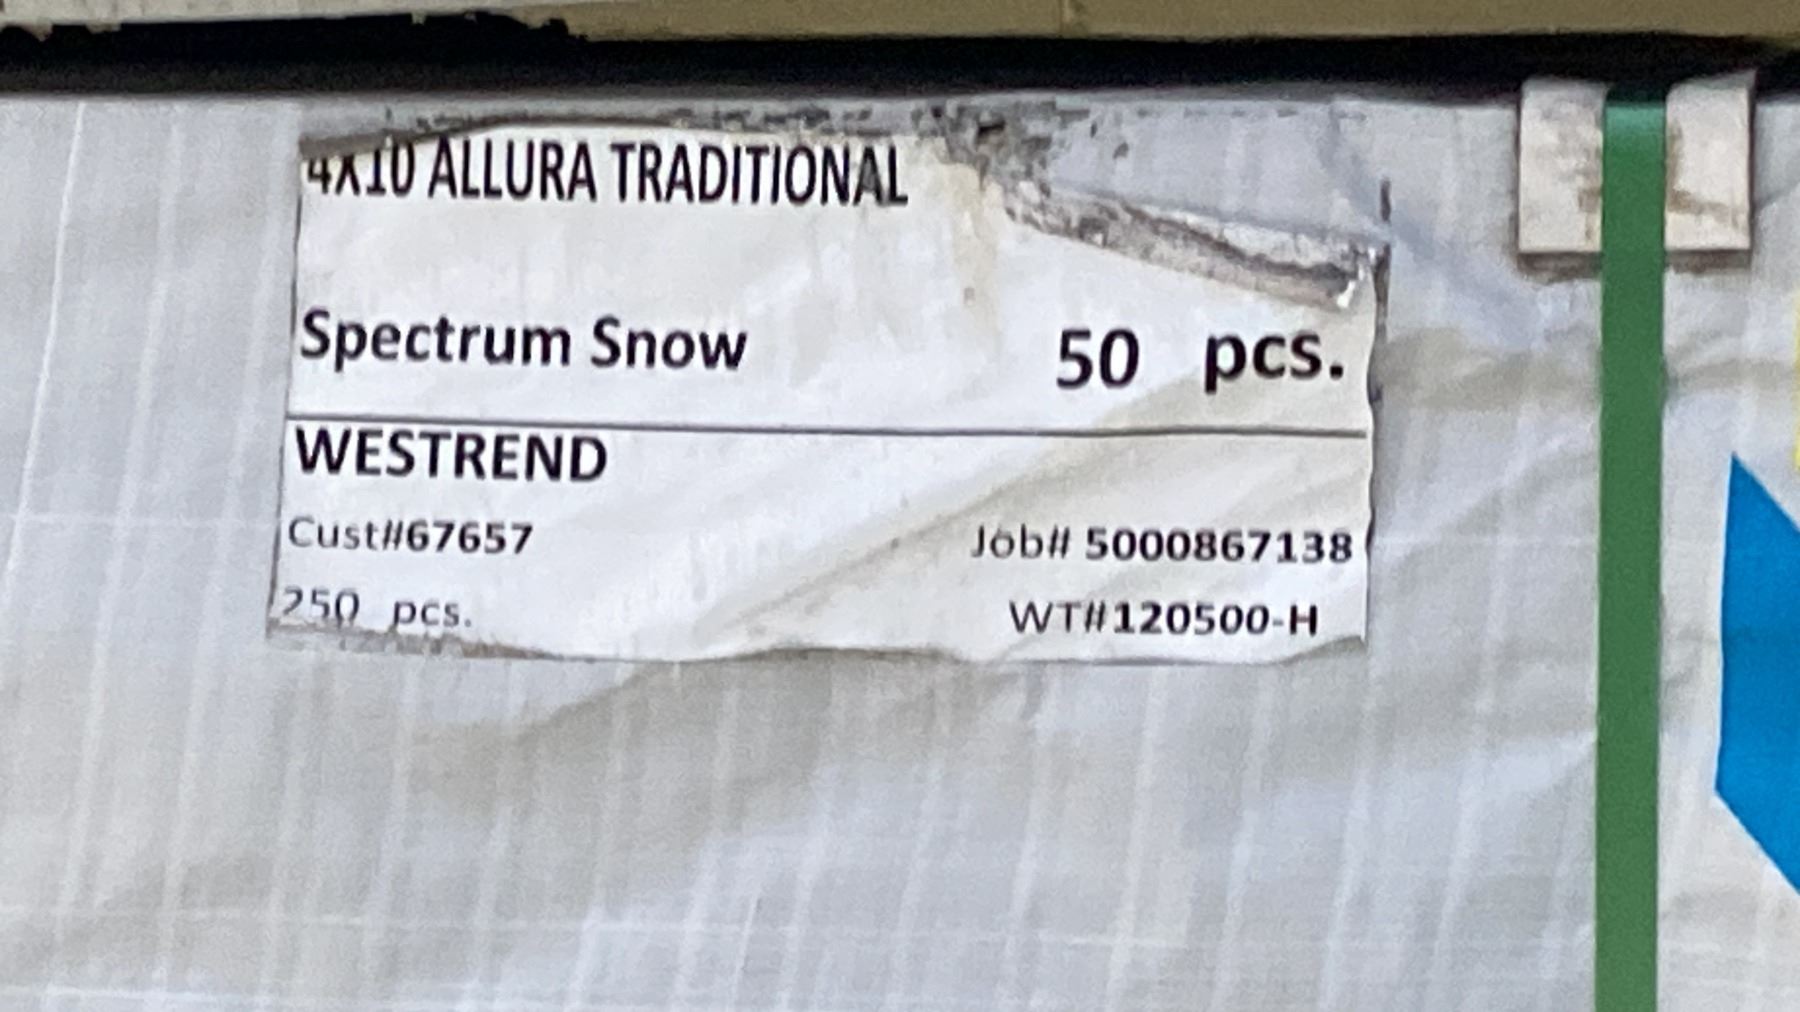 4X10 ALLURA TRADITIONAL
Spectrum Snow 50 pcs.
WESTREND
Cust#67657 Job# 5000867138
250 pcs. WT#120500-H